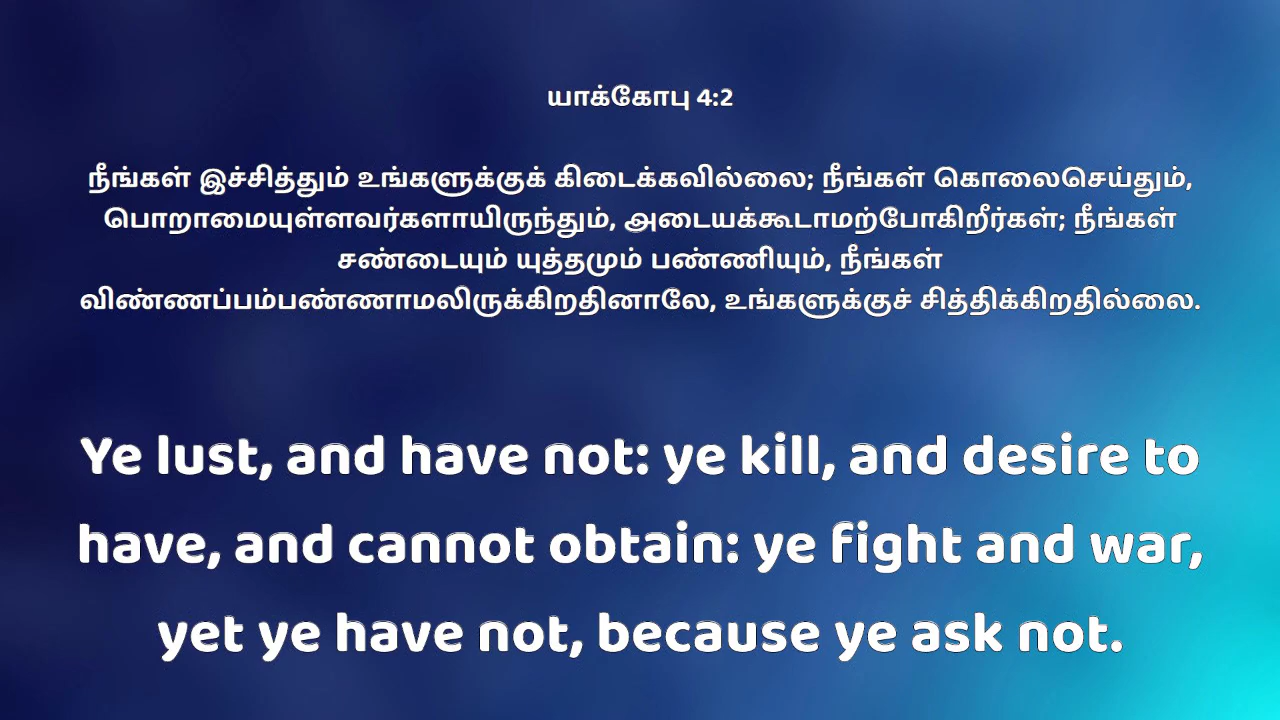 யாக்கோபு 4:2
நீங்கள் இச்சித்தும் உங்களுக்குக் கிடைக்கவில்லை; நீங்கள் கொலைசெய்தும்,
பொறாமையுள்ளவர்களாயிருந்தும், அடையக்கூடாமற்போகிறீர்கள்; நீங்கள்
சண்டையும் யுத்தமும் பண்ணியும், நீங்கள்
விண்ணப்பம்பண்ணாமலிருக்கிறதினாலே, உங்களுக்குச் சித்திக்கிறதில்லை.
Ye lust, and have not: ye kill, and desire to
have, and cannot obtain: ye fight and war,
yet ye have not, because ye ask not.